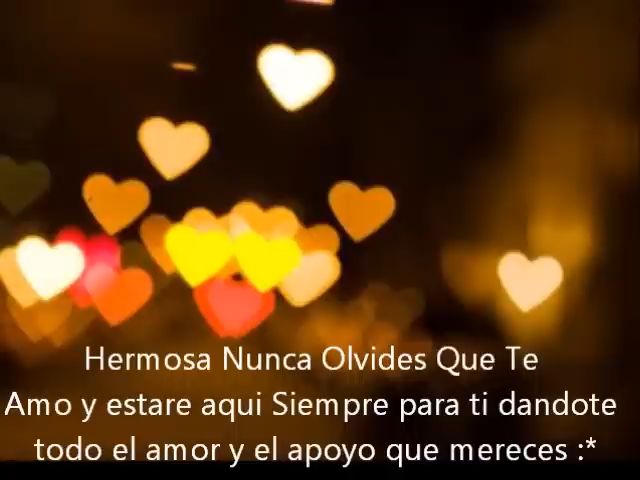 Hermosa Nunca Olvides Que Te
Amo y estare aqui Siempre para ti dandote
todo el amor y el apoyo que mereces :*